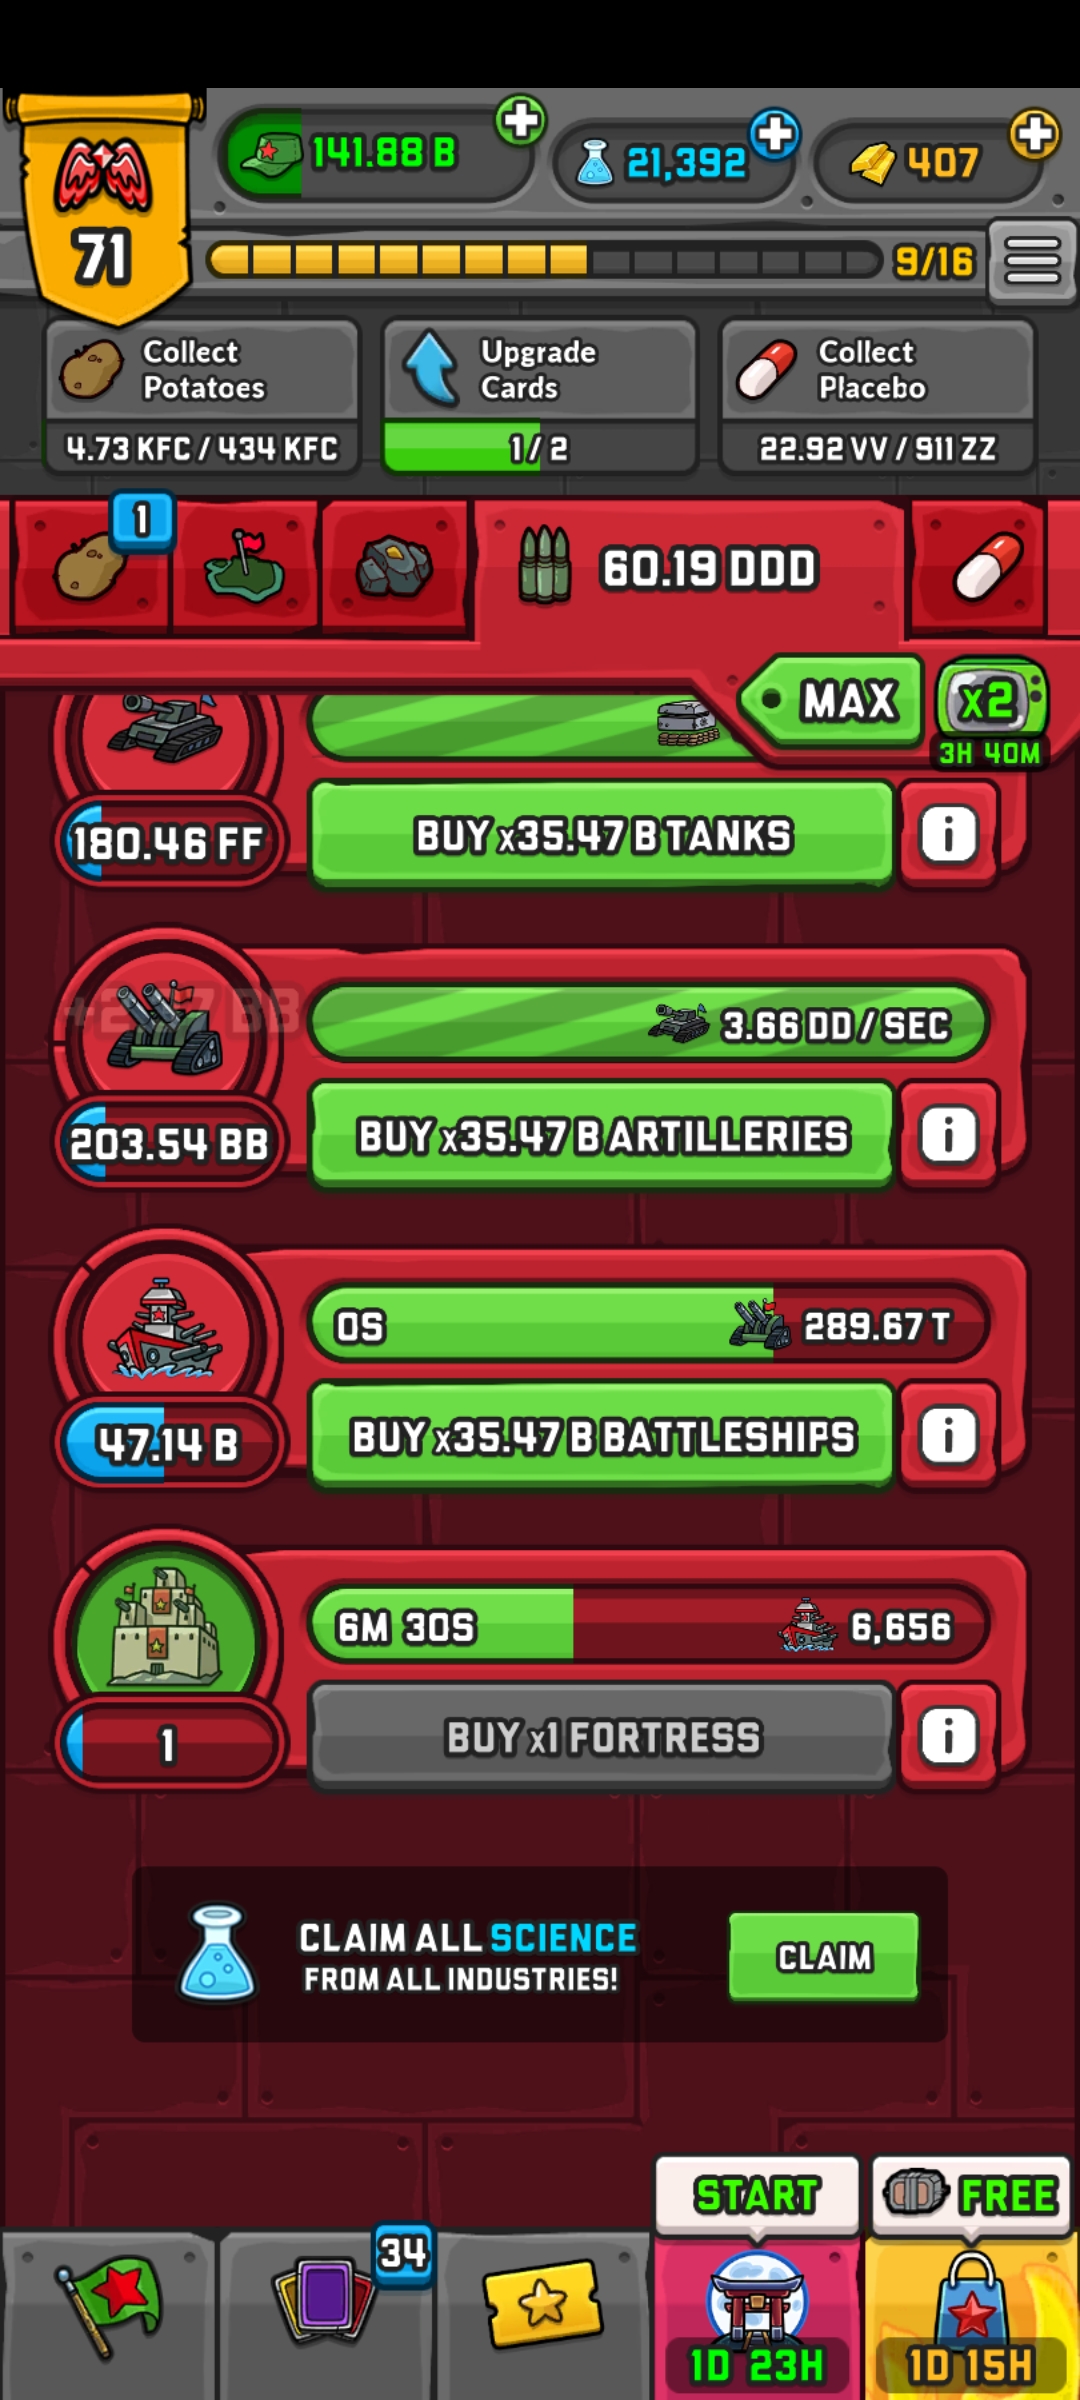 141.88 B
21,392
407
71
9/16
Collect
Potatoes
4.73 KFC / 434 KFC
Upgrade
Cards
1 / 2
Collect
Placebo
22.92 VV / 911 ZZ
1
60.19 DDD
MAX
x2
3H 40M
180.46 FF
BUY x35.47 B TANKS
i
3.66 DD / SEC
203.54 BB
BUY x35.47 B ARTILLERIES
i
0S
289.67 T
47.14 B
BUY x35.47 B BATTLESHIPS
i
6M 30S
6,656
1
BUY x1 FORTRESS
i
CLAIM ALL SCIENCE
FROM ALL INDUSTRIES!
CLAIM
START
FREE
34
1D 23H
1D 15H